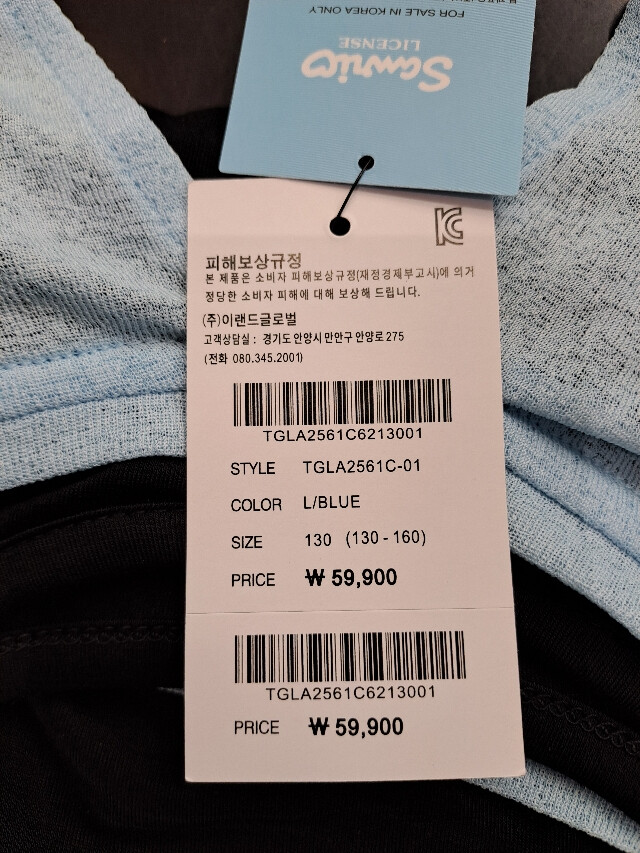 FOR SALE IN KOREA ONLY
LICENSE
Sanrio
KC
피해보상규정
본 제품은 소비자 피해보상규정(재정경제부고시)에 의거
정당한 소비자 피해에 대해 보상해 드립니다.
(주)이랜드글로벌
고객상담실 : 경기도 안양시 만안구 안양로 275
(전화 080.345.2001)
TGLA2561C6213001
STYLE TGLA2561C-01
COLOR L/BLUE
SIZE 130 (130 - 160)
PRICE ₩ 59,900
TGLA2561C6213001
PRICE ₩ 59,900